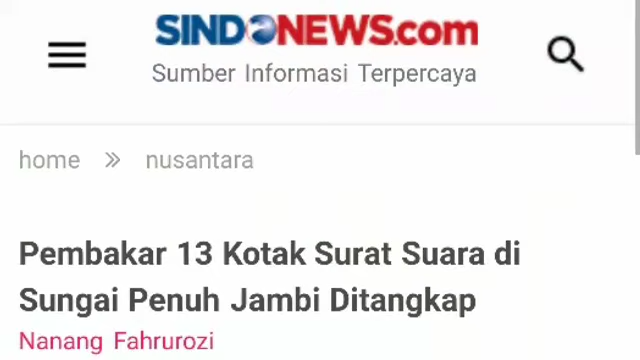 SINDONEWS.com
Sumber Informasi Terpercaya
home » nusantara
Pembakar 13 Kotak Surat Suara di
Sungai Penuh Jambi Ditangkap
Nanang Fahrurozi